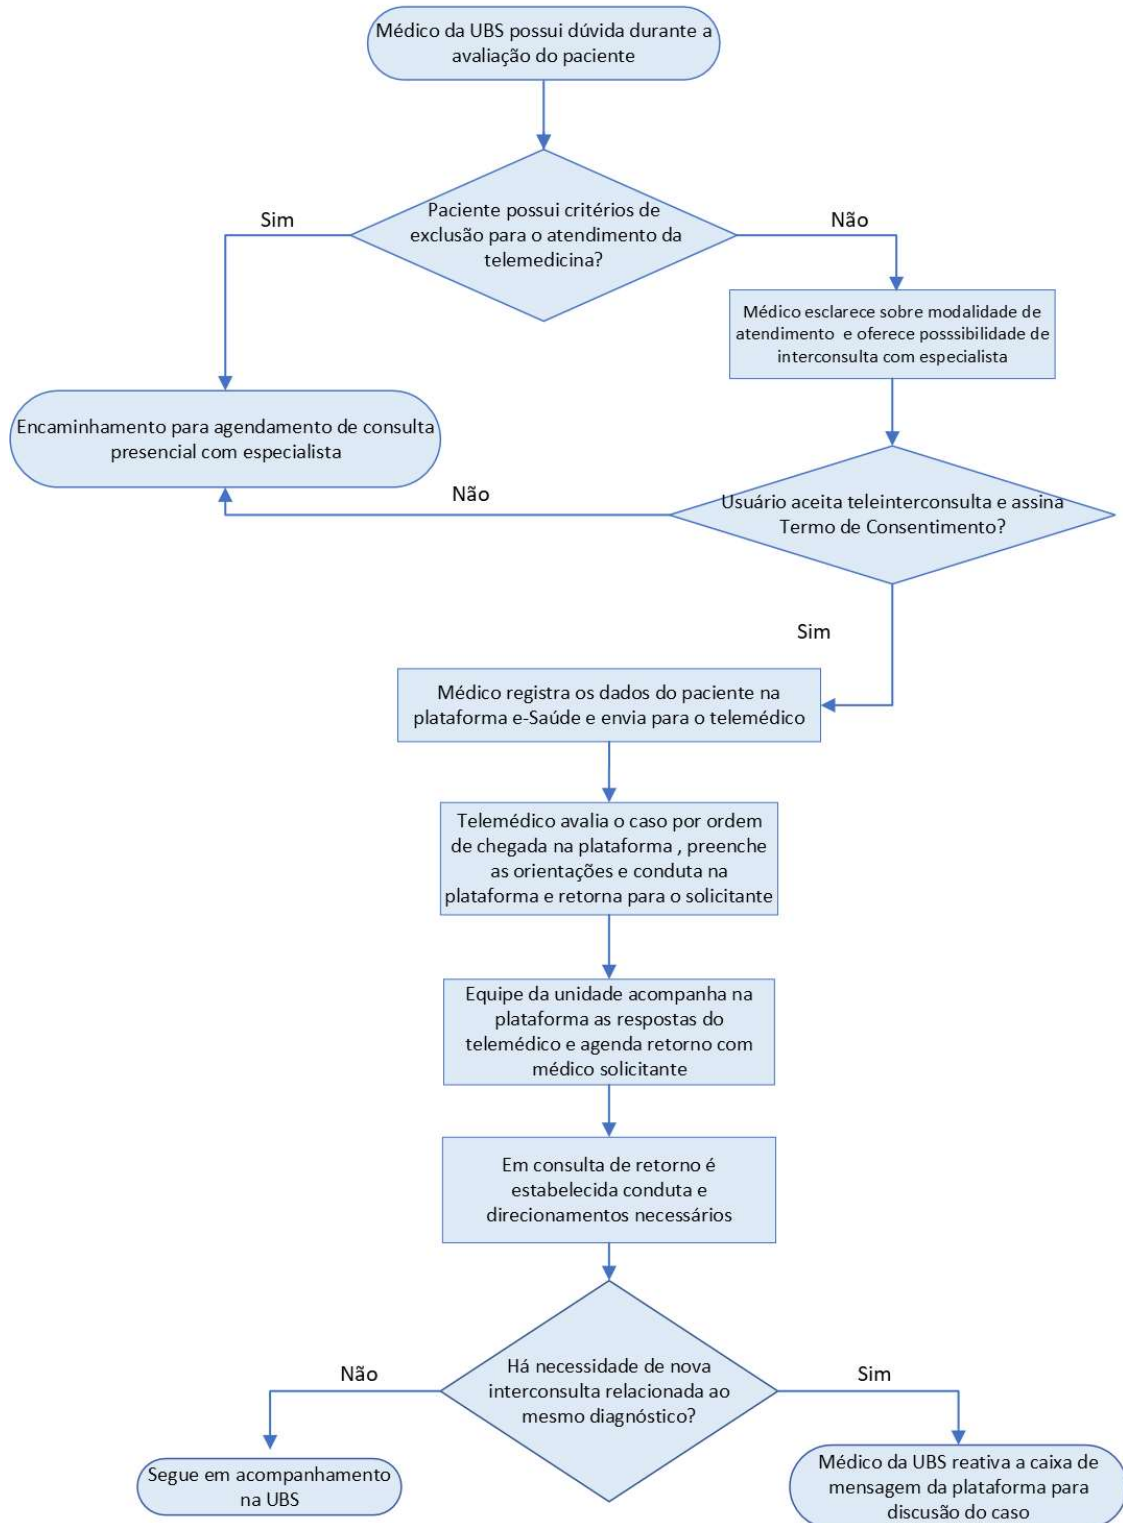 Médico da UBS possui dúvida durante a
avaliação do paciente
Paciente possui critérios de
exclusão para o atendimento da
telemedicina?
Sim
Não
Médico esclarece sobre modalidade de
atendimento e oferece posssibilidade de
interconsulta com especialista
Encaminhamento para agendamento de consulta
presencial com especialista
Não
Usuário aceita teleinterconsulta e assina
Termo de Consentimento?
Sim
Médico registra os dados do paciente na
plataforma e-Saúde e envia para o telemédico
Telemédico avalia o caso por ordem
de chegada na plataforma , preenche
as orientações e conduta na
plataforma e retorna para o solicitante
Equipe da unidade acompanha na
plataforma as respostas do
telemédico e agenda retorno com
médico solicitante
Em consulta de retorno é
estabelecida conduta e
direcionamentos necessários
Há necessidade de nova
interconsulta relacionada ao
mesmo diagnóstico?
Não
Sim
Segue em acompanhamento
na UBS
Médico da UBS reativa a caixa de
mensagem da plataforma para
discussão do caso